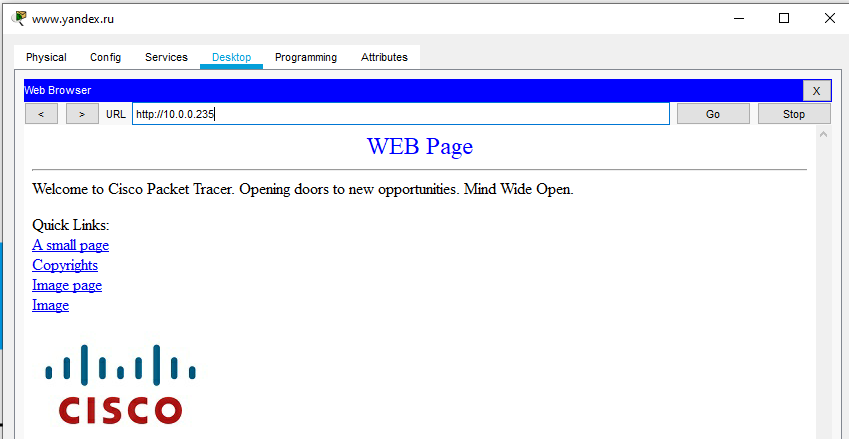 www.yandex.ru
Physical Config Services Desktop Programming Attributes
Web Browser X
< > URL http://10.0.0.235 Go Stop
WEB Page
Welcome to Cisco Packet Tracer. Opening doors to new opportunities. Mind Wide Open.
Quick Links:
A small page
Copyrights
Image page
Image
CISCO